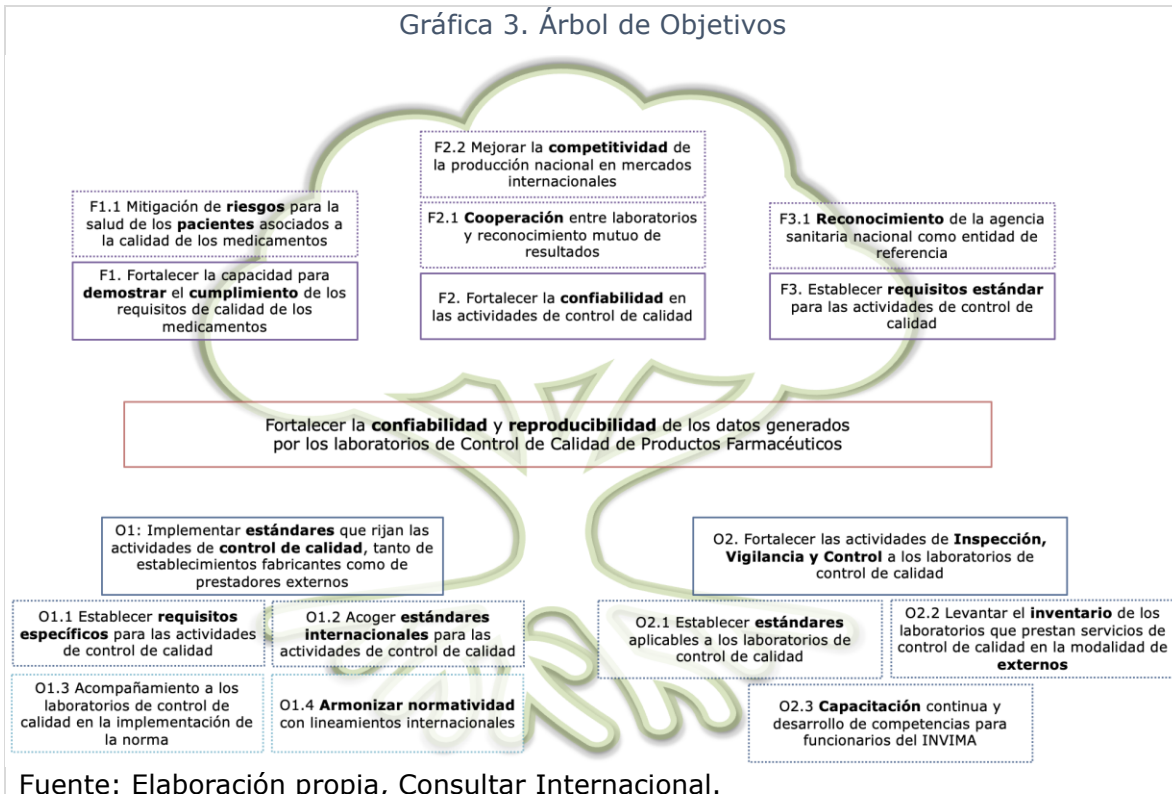 Gráfica 3. Árbol de Objetivos
F2.2 Mejorar la competitividad de
la producción nacional en mercados
internacionales
F1.1 Mitigación de riesgos para la
salud de los pacientes asociados a
la calidad de los medicamentos
F2.1 Cooperación entre laboratorios
y reconocimiento mutuo de
resultados
F3.1 Reconocimiento de la agencia
sanitaria nacional como entidad de
referencia
F1. Fortalecer la capacidad para
demostrar el cumplimiento de los
requisitos de calidad de los
medicamentos
F2. Fortalecer la confiabilidad en
las actividades de control de calidad
F3. Establecer requisitos estándar
para las actividades de control de
calidad
Fortalecer la confiabilidad y reproducibilidad de los datos generados
por los laboratorios de Control de Calidad de Productos Farmacéuticos
O1: Implementar estándares que rijan las
actividades de control de calidad, tanto de
establecimientos fabricantes como de
prestadores externos
O2. Fortalecer las actividades de Inspección,
Vigilancia y Control a los laboratorios de
control de calidad
O1.1 Establecer requisitos
específicos para las actividades
de control de calidad
O1.2 Acoger estándares
internacionales para las
actividades de control de calidad
O2.1 Establecer estándares
aplicables a los laboratorios de
control de calidad
O2.2 Levantar el inventario de los
laboratorios que prestan servicios de
control de calidad en la modalidad de
externos
O1.3 Acompañamiento a los
laboratorios de control de
calidad en la implementación de
la norma
O1.4 Armonizar normatividad
con lineamientos internacionales
O2.3 Capacitación continua y
desarrollo de competencias para
funcionarios del INVIMA
Fuente: Elaboración propia, Consultar Internacional.